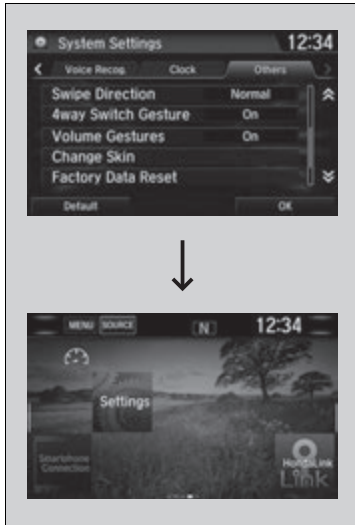 System Settings 12:34
Voice Recog. Clock Others
Swipe Direction Normal
4way Switch Gesture On
Volume Gestures On
Change Skin
Factory Data Reset
Default OK
MENU SOURCE N 12:34
Settings
Smartphone
Connection
HondaLink
Link